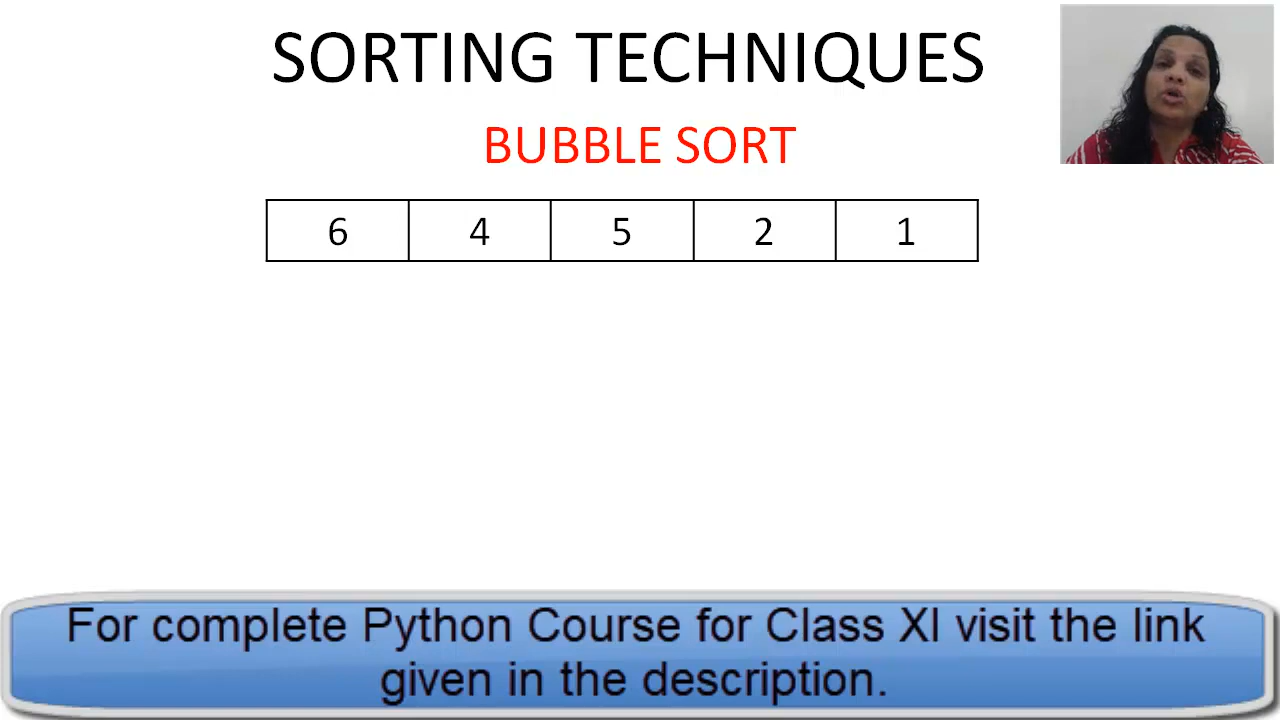 SORTING TECHNIQUES
BUBBLE SORT
6 4 5 2 1
For complete Python Course for Class XI visit the link
given in the description.